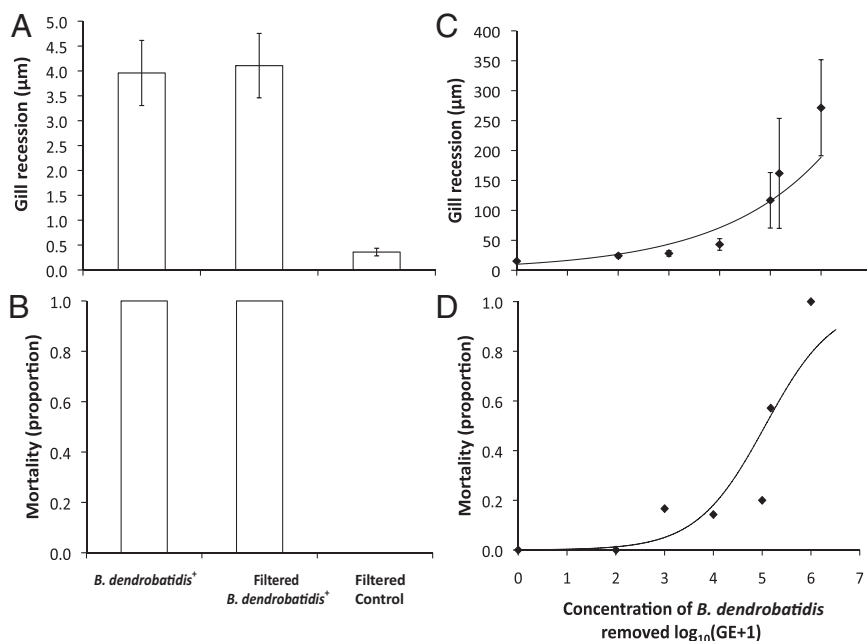 A
Gill recession (µm)
5.0
4.5
4.0
3.5
3.0
2.5
2.0
1.5
1.0
0.5
0.0
B
Mortality (proportion)
1.0
0.8
0.6
0.4
0.2
0.0
B. dendrobatidis⁺
Filtered
B. dendrobatidis⁺
Filtered
Control
C
Gill recession (µm)
400
350
300
250
200
150
100
50
0
D
Mortality (proportion)
1.0
0.8
0.6
0.4
0.2
0.0
0 1 2 3 4 5 6 7
Concentration of B. dendrobatidis
removed log₁₀(GE+1)